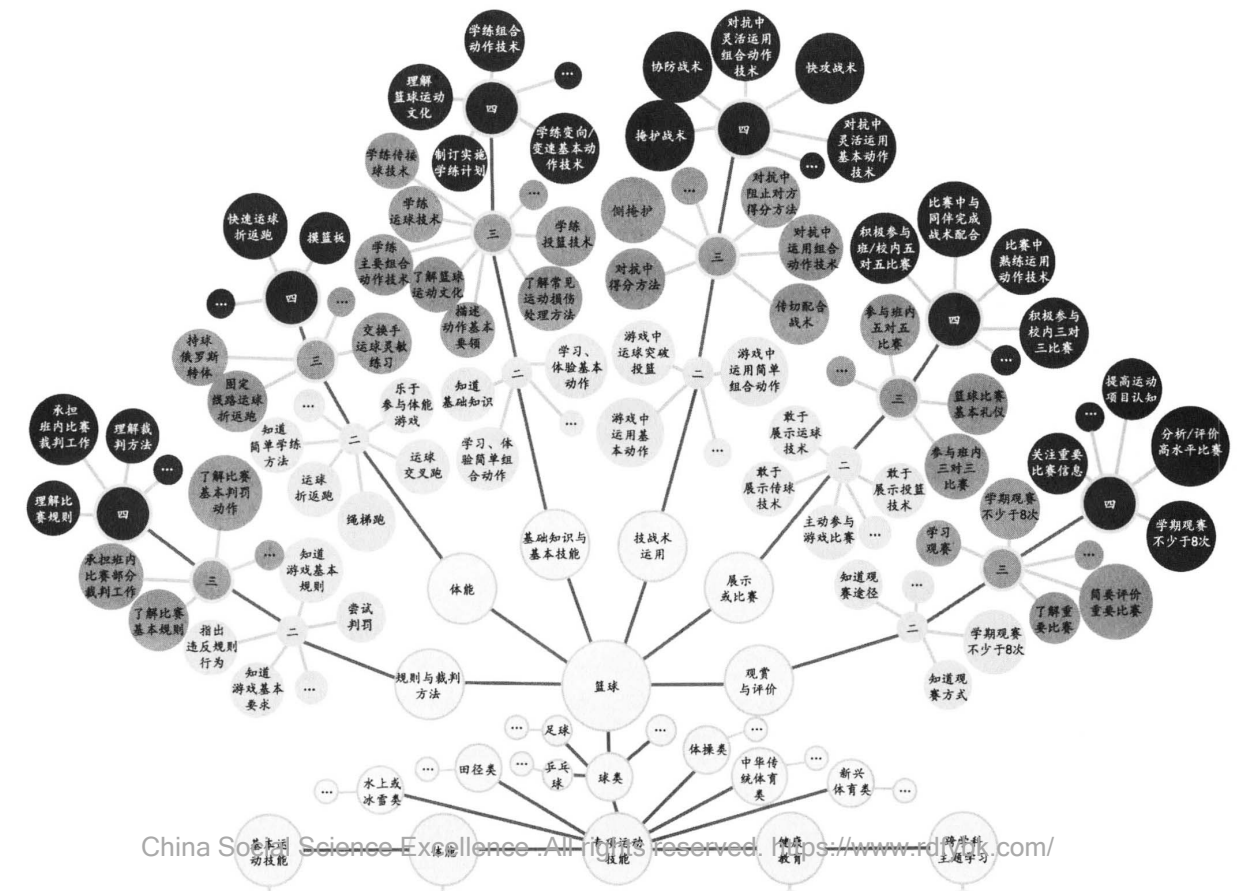 学练组合
动作技术
理解
篮球运动
文化
四
…
制订实施
学练计划
学练变向/
变速基本动
作技术
学练传接
球技术
学练
运球技术
学练
主要组合
动作技术
了解篮球
运动文化
描述
动作基本
要领
三
…
学练
投篮技术
了解常见
运动损伤
处理方法
二
知道
基础知识
学习、
体验基本
动作
学习、体
验简单组
合动作
…
基础知识与
基本技能
对抗中
灵活运用
组合动作
技术
协防战术
快攻战术
掩护战术
四
对抗中
灵活运用
基本动作
技术
…
侧掩护
…
对抗中
阻止对方
得分方法
三
对抗中
运用组合
动作技术
对抗中
得分方法
传切配合
战术
游戏中
运球突破
投篮
二
游戏中
运用简单
组合动作
游戏中
运用基
本动作
…
技战术
运用
快速运球
折返跑
摸篮板
四
…
…
持球
俄罗斯
转体
三
交换手
运球灵敏
练习
固定
线路运球
折返跑
…
乐于
参与体能
游戏
知道
简单学练
方法
二
运球
折返跑
运球
交叉跑
绳梯跑
体能
比赛中与
同伴完成
战术配合
积极参与
班/校内五
对五比赛
比赛中
熟练运用
动作技术
四
积极参与
校内三对
三比赛
…
参与班内
五对五
比赛
…
三
篮球比赛
基本礼仪
参与班内
三对三
比赛
敢于
展示运球
技术
二
敢于
展示传球
技术
敢于
展示投篮
技术
主动参与
游戏比赛
…
展示
或比赛
承担
班内比赛
裁判工作
理解裁
判方法
…
理解比
赛规则
四
了解比赛
基本判罚
动作
承担班内
比赛部分
裁判工作
三
…
了解比赛
基本规则
知道
游戏基本
规则
尝试
判罚
二
指出
违反规则
行为
知道
游戏基本
要求
…
规则与裁判
方法
提高运动
项目认知
…
分析/评价
高水平比赛
关注重要
比赛信息
四
学期观赛
不少于8次
学期观赛
不少于8次
学习
观赛
三
…
简要评价
重要比赛
了解重
要比赛
知道观
赛途径
…
二
学期观赛
不少于8次
知道观
赛方式
观赏
与评价
篮球
…
足球
…
…
乒乓
球
球类
体操类
…
…
田径类
中华传
统体育
类
…
…
水上或
冰雪类
新兴
体育类
…
基本运
动技能
体能
专项运动
技能
健康
教育
跨学科
主题学习
China Social Science Excellence .All rights reserved. https://www.rdfybk.com/